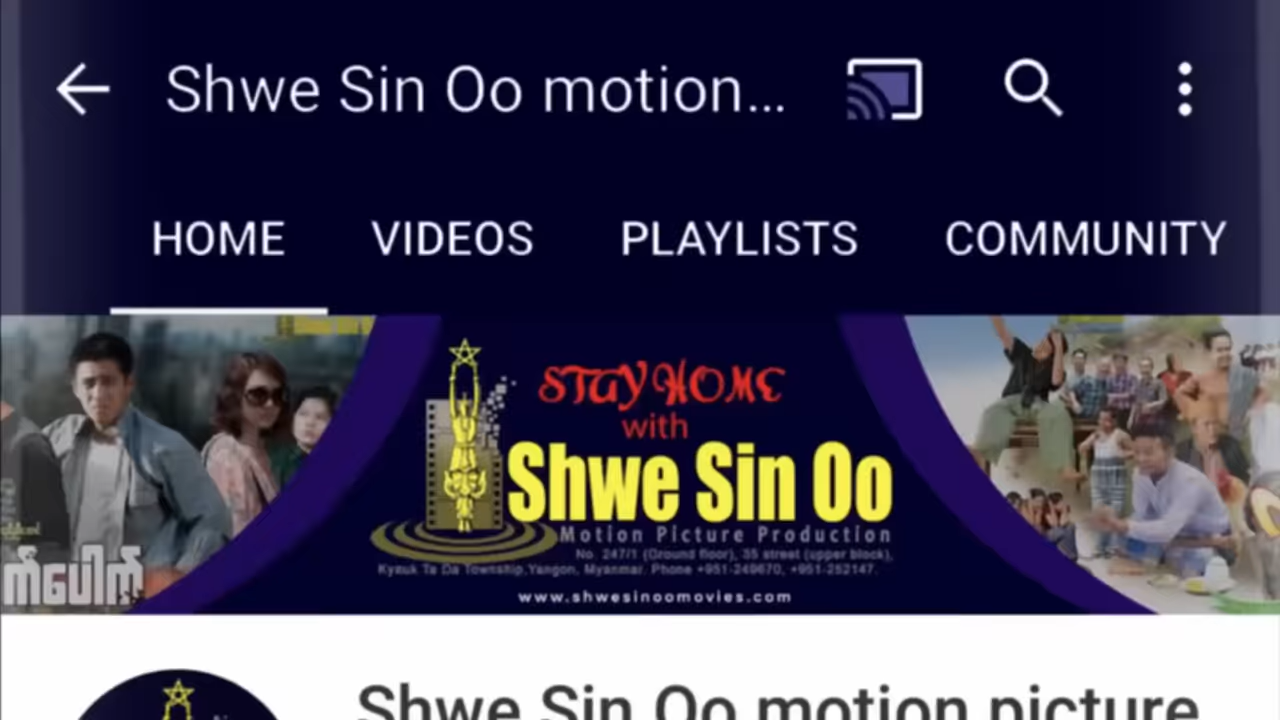 Shwe Sin Oo motion...
HOME VIDEOS PLAYLISTS COMMUNITY
STAY HOME
with
Shwe Sin Oo
Motion Picture Production
No. 247/1 (Ground floor), 35 street (upper block),
Kyauk Ta Da Township,Yangon, Myanmar. Phone +951-249670, +951-252147.
www.shwesinoomovies.com
Shwe Sin Oo motion picture